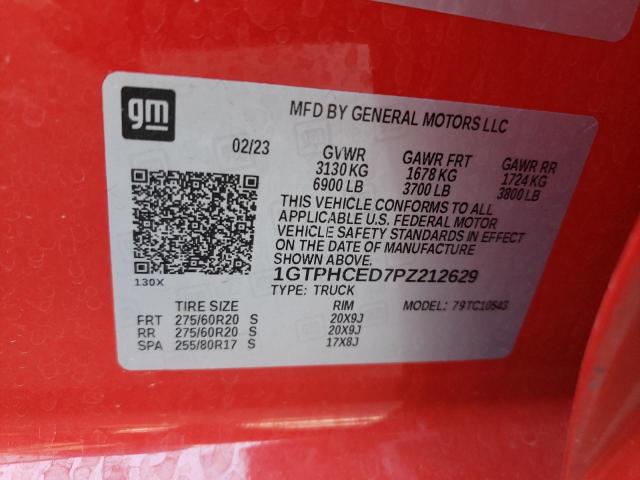 gm
MFD BY GENERAL MOTORS LLC
02/23
GVWR GAWR FRT GAWR RR
3130 KG 1678 KG 1724 KG
6900 LB 3700 LB 3800 LB
THIS VEHICLE CONFORMS TO ALL
APPLICABLE U.S. FEDERAL MOTOR
VEHICLE SAFETY STANDARDS IN EFFECT
ON THE DATE OF MANUFACTURE
SHOWN ABOVE.
130X
1GTPHCED7PZ212629
TYPE: TRUCK MODEL: 79TC10543
TIRE SIZE RIM
FRT 275/60R20 S 20X9J
RR 275/60R20 S 20X9J
SPA 255/80R17 S 17X8J